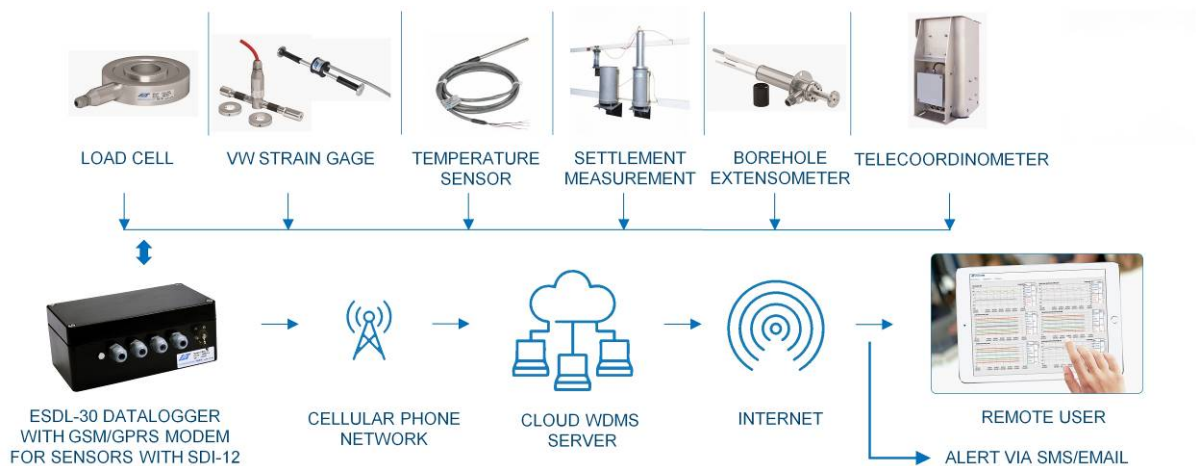 LOAD CELL
VW STRAIN GAGE
TEMPERATURE
SENSOR
SETTLEMENT
MEASUREMENT
BOREHOLE
EXTENSOMETER
TELECOORDINOMETER
ESDL-30 DATALOGGER
WITH GSM/GPRS MODEM
FOR SENSORS WITH SDI-12
CELLULAR PHONE
NETWORK
CLOUD WDMS
SERVER
INTERNET
REMOTE USER
ALERT VIA SMS/EMAIL